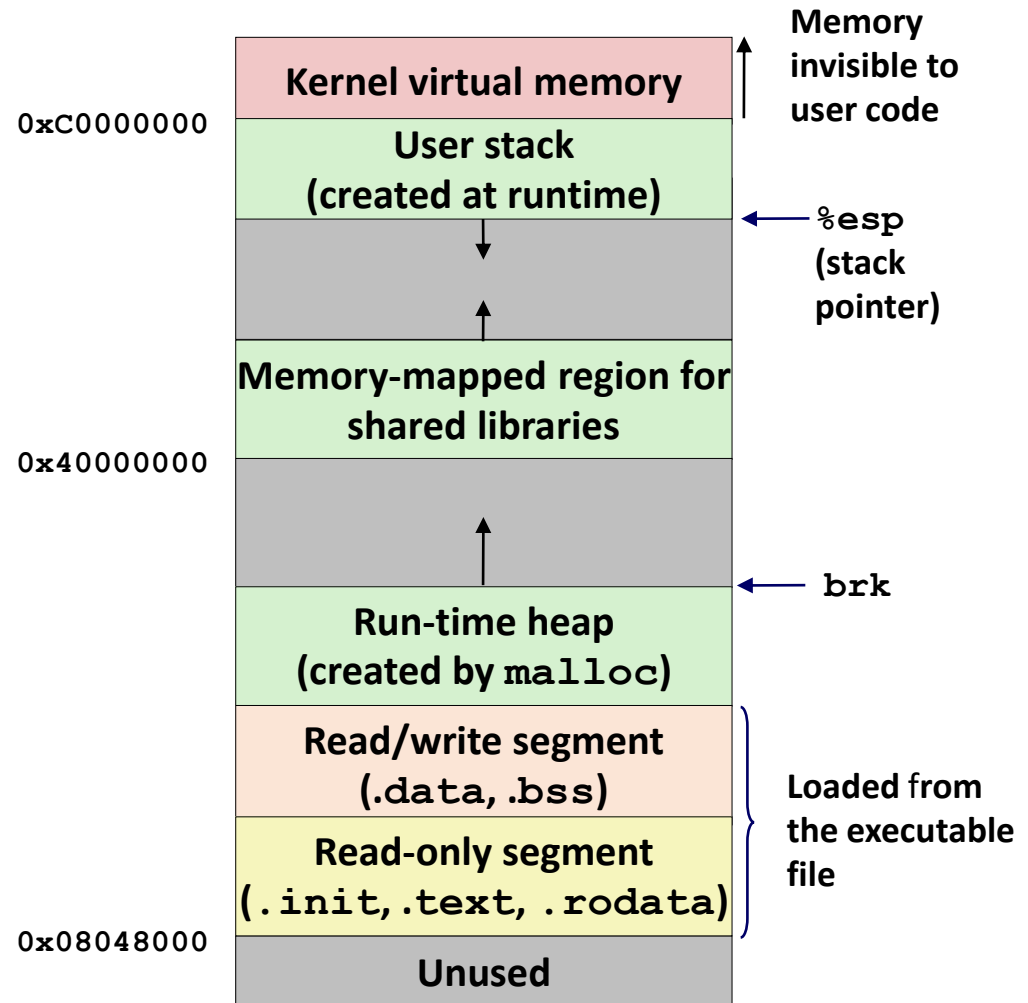 Memory
invisible to
user code
Kernel virtual memory
0xC0000000
User stack
(created at runtime)
%esp
(stack
pointer)
Memory-mapped region for
shared libraries
0x40000000
brk
Run-time heap
(created by malloc)
Read/write segment
(.data, .bss)
Loaded from
the executable
file
Read-only segment
(.init, .text, .rodata)
0x08048000
Unused